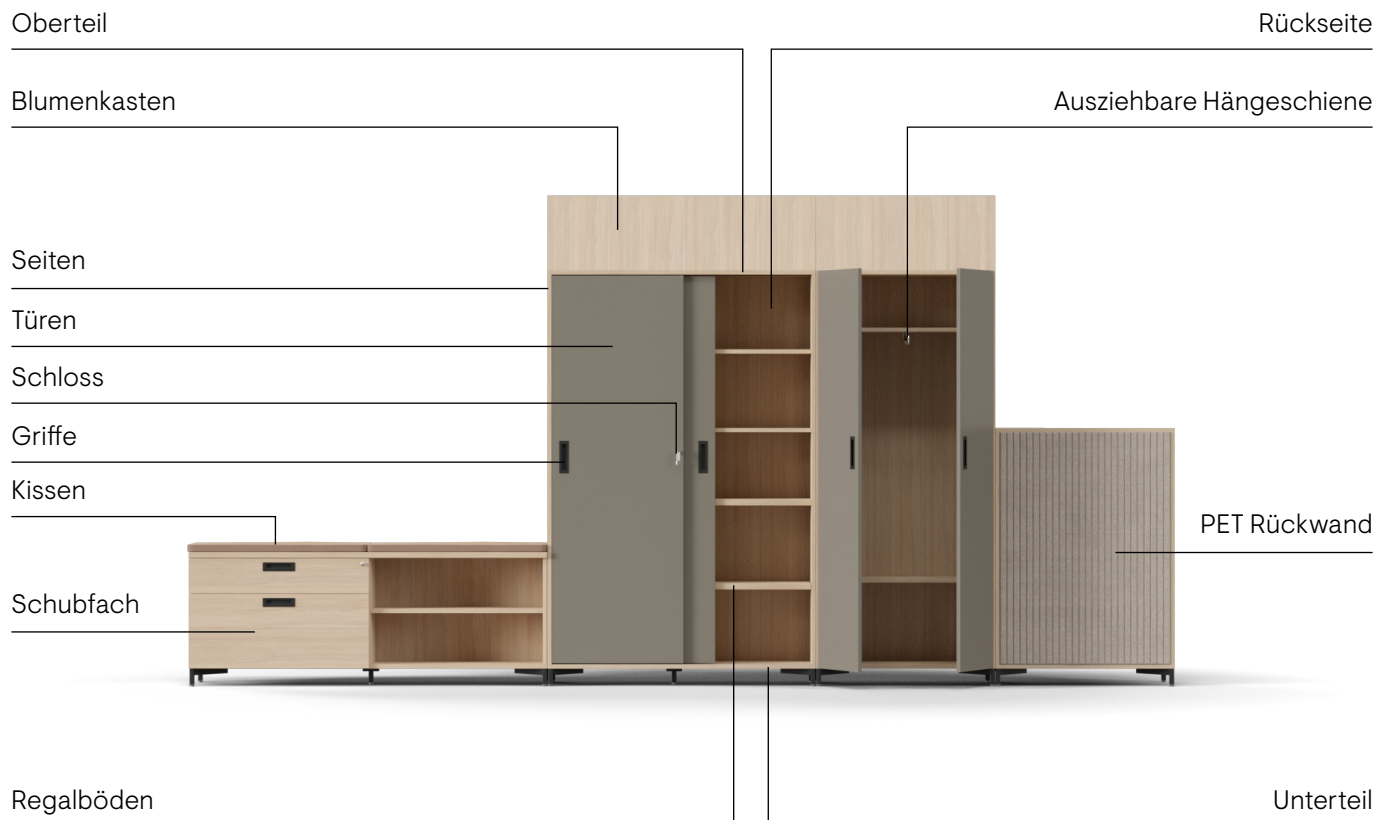 Oberteil
Rückseite
Blumenkasten
Ausziehbare Hängeschiene
Seiten
Türen
Schloss
Griffe
Kissen
PET Rückwand
Schubfach
Regalböden
Unterteil